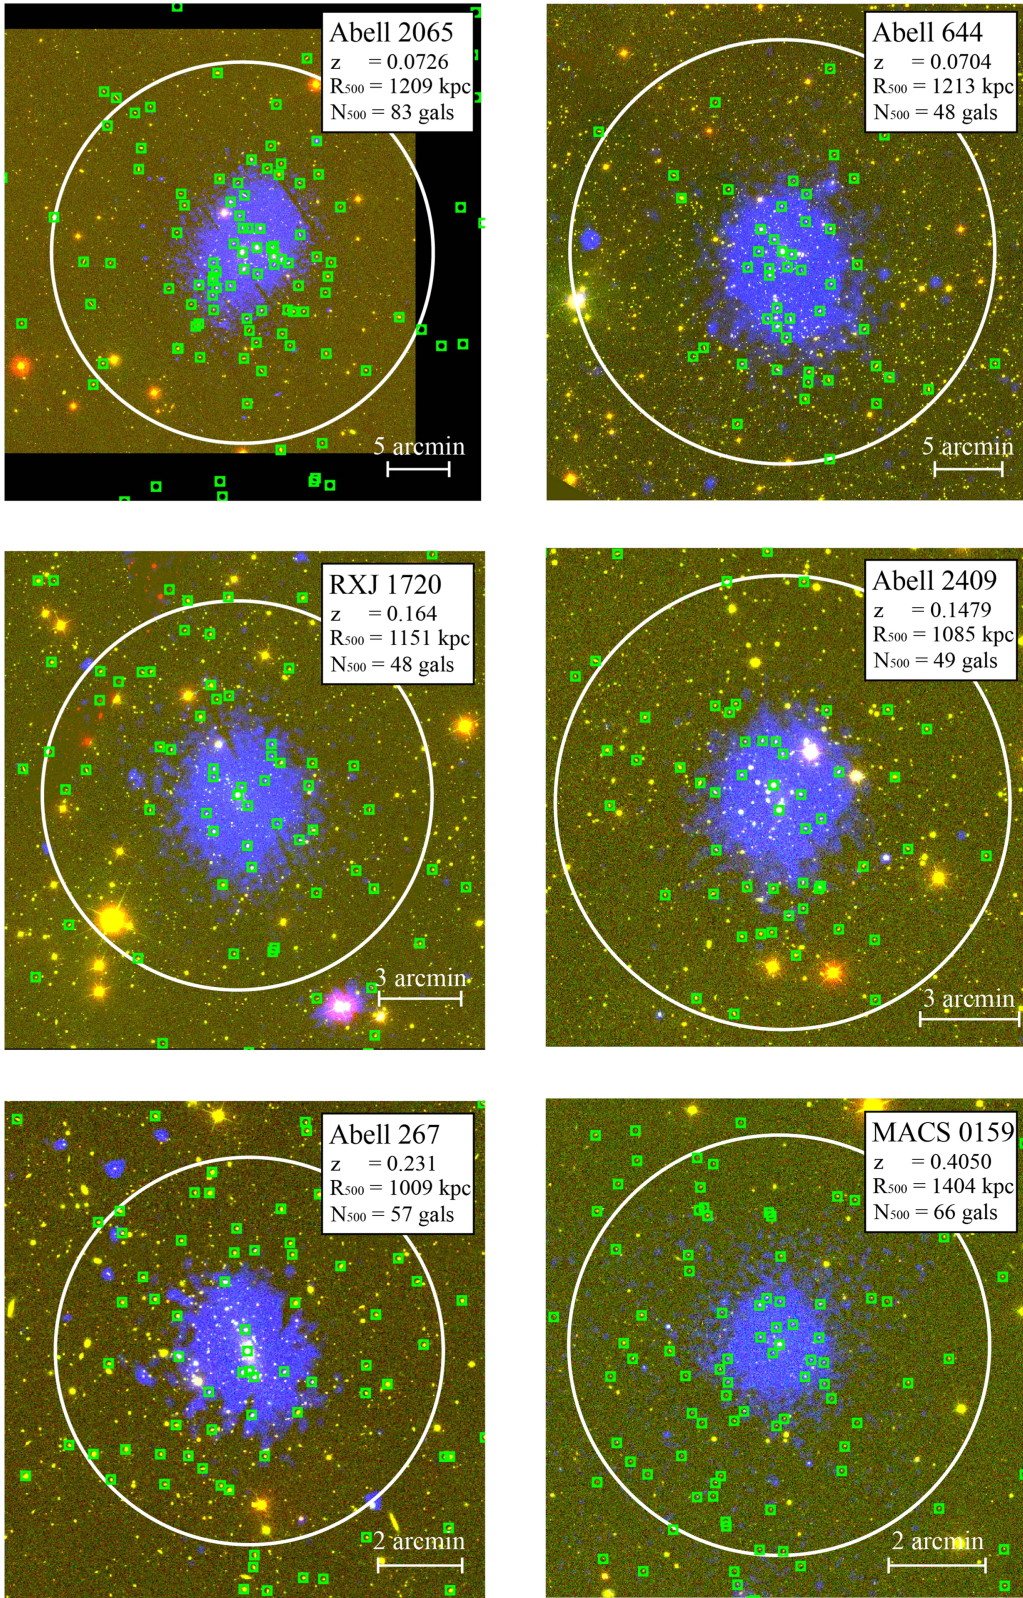 Abell 2065
z = 0.0726
R500 = 1209 kpc
N500 = 83 gals
5 arcmin
Abell 644
z = 0.0704
R500 = 1213 kpc
N500 = 48 gals
5 arcmin
RXJ 1720
z = 0.164
R500 = 1151 kpc
N500 = 48 gals
3 arcmin
Abell 2409
z = 0.1479
R500 = 1085 kpc
N500 = 49 gals
3 arcmin
Abell 267
z = 0.231
R500 = 1009 kpc
N500 = 57 gals
2 arcmin
MACS 0159
z = 0.4050
R500 = 1404 kpc
N500 = 66 gals
2 arcmin